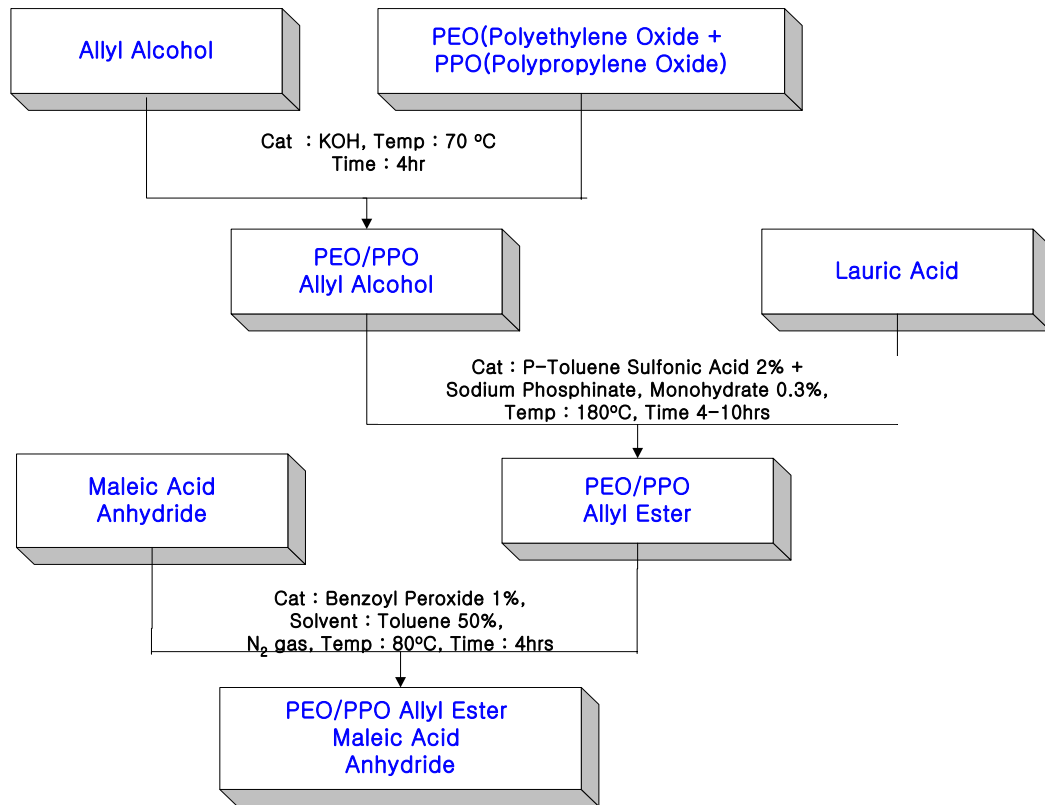 Allyl Alcohol
PEO(Polyethylene Oxide +
PPO(Polypropylene Oxide)
Cat : KOH, Temp : 70 ºC
Time : 4hr
PEO/PPO
Allyl Alcohol
Lauric Acid
Cat : P-Toluene Sulfonic Acid 2% +
Sodium Phosphinate, Monohydrate 0.3%,
Temp : 180ºC, Time 4-10hrs
Maleic Acid
Anhydride
PEO/PPO
Allyl Ester
Cat : Benzoyl Peroxide 1%,
Solvent : Toluene 50%,
N₂ gas, Temp : 80ºC, Time : 4hrs
PEO/PPO Allyl Ester
Maleic Acid
Anhydride